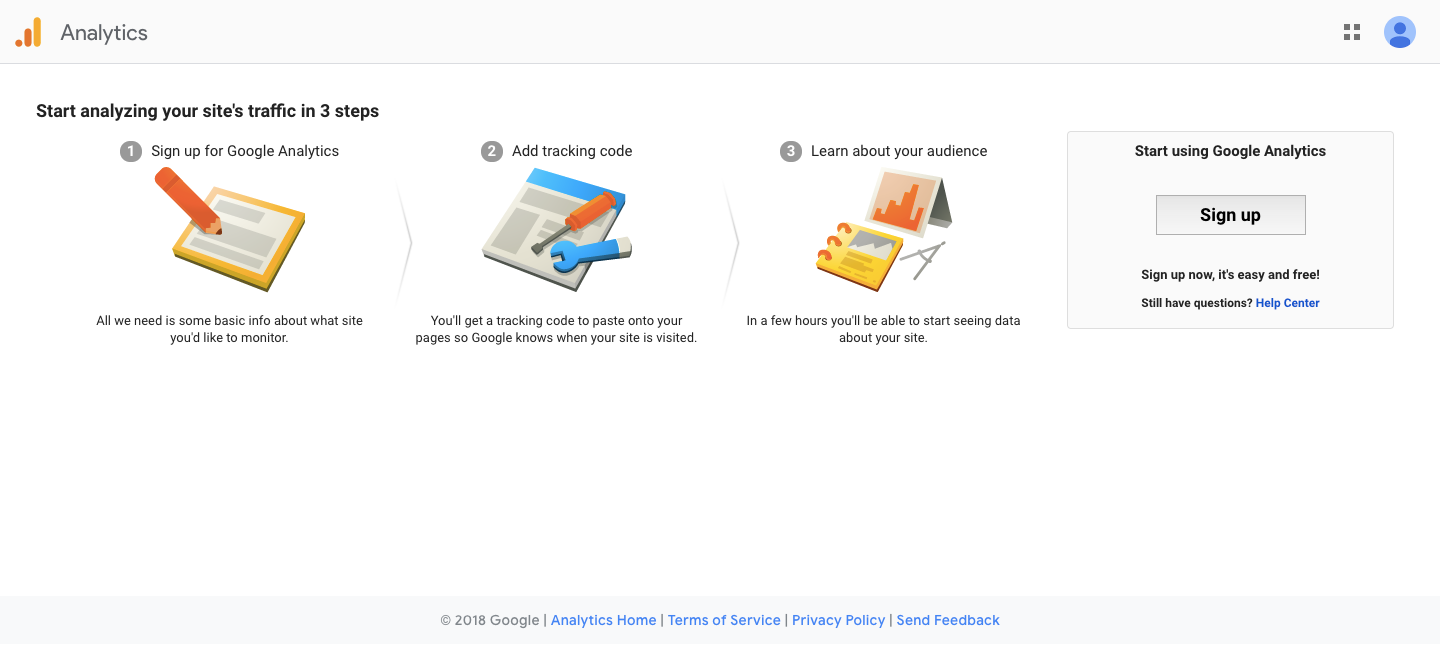 Analytics
Start analyzing your site's traffic in 3 steps
1 Sign up for Google Analytics
All we need is some basic info about what site
you'd like to monitor.
2 Add tracking code
You'll get a tracking code to paste onto your
pages so Google knows when your site is visited.
3 Learn about your audience
In a few hours you'll be able to start seeing data
about your site.
Start using Google Analytics
Sign up
Sign up now, it's easy and free!
Still have questions? Help Center
© 2018 Google | Analytics Home | Terms of Service | Privacy Policy | Send Feedback